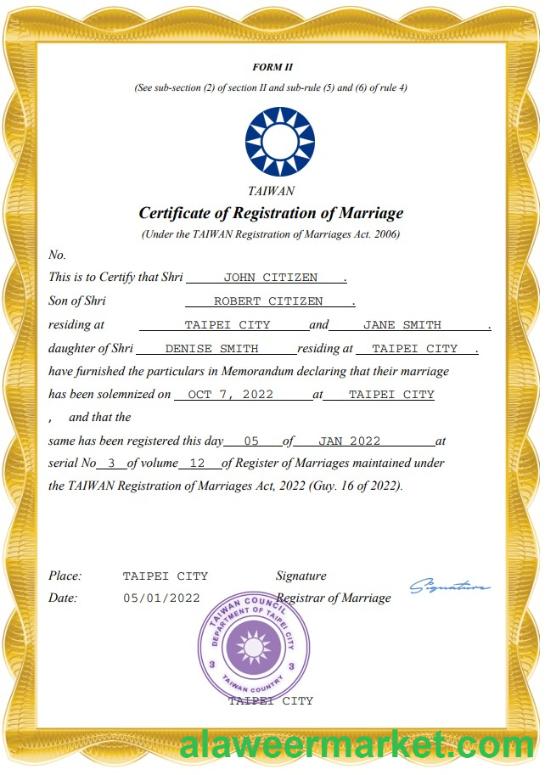 FORM II
(See sub-section (2) of section II and sub-rule (5) and (6) of rule 4)
TAIWAN
Certificate of Registration of Marriage
(Under the TAIWAN Registration of Marriages Act. 2006)
No.
This is to Certify that Shri JOHN CITIZEN .
Son of Shri ROBERT CITIZEN .
residing at TAIPEI CITY and JANE SMITH .
daughter of Shri DENISE SMITH residing at TAIPEI CITY .
have furnished the particulars in Memorandum declaring that their marriage
has been solemnized on OCT 7, 2022 at TAIPEI CITY
, and that the
same has been registered this day 05 of JAN 2022 at
serial No 3 of volume 12 of Register of Marriages maintained under
the TAIWAN Registration of Marriages Act, 2022 (Guy. 16 of 2022).
Place: TAIPEI CITY Signature
Date: 05/01/2022 Registrar of Marriage
Signature
TAIWAN COUNCIL
DEPARTMENT OF TAIPEI CITY
3 3
TAIWAN COUNTRY
TAIPEI CITY
alaweermarket.com